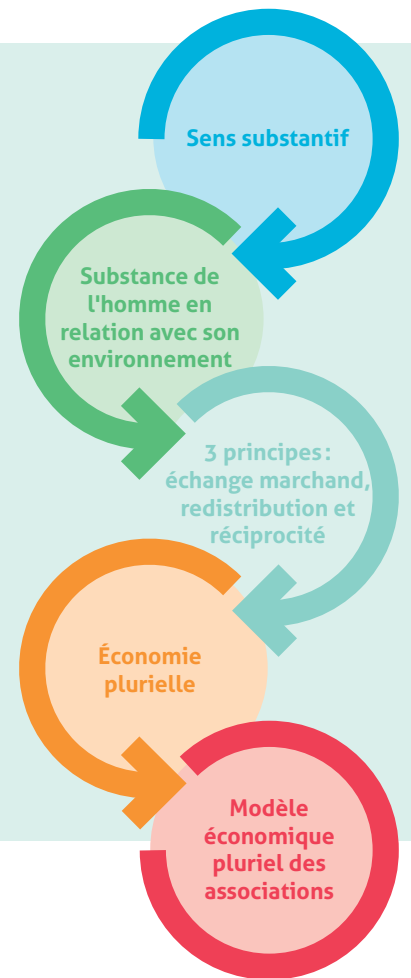 Sens substantif
Substance de
l'homme en
relation avec son
environnement
3 principes :
échange marchand,
redistribution et
réciprocité
Économie
plurielle
Modèle
économique
pluriel des
associations